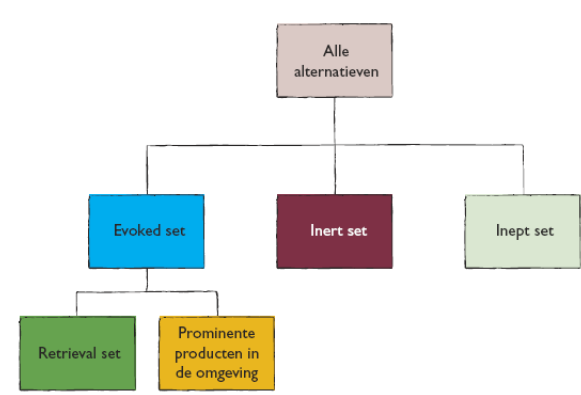 Alle
alternatieven
Evoked set
Inert set
Inept set
Retrieval set
Prominente
producten in
de omgeving